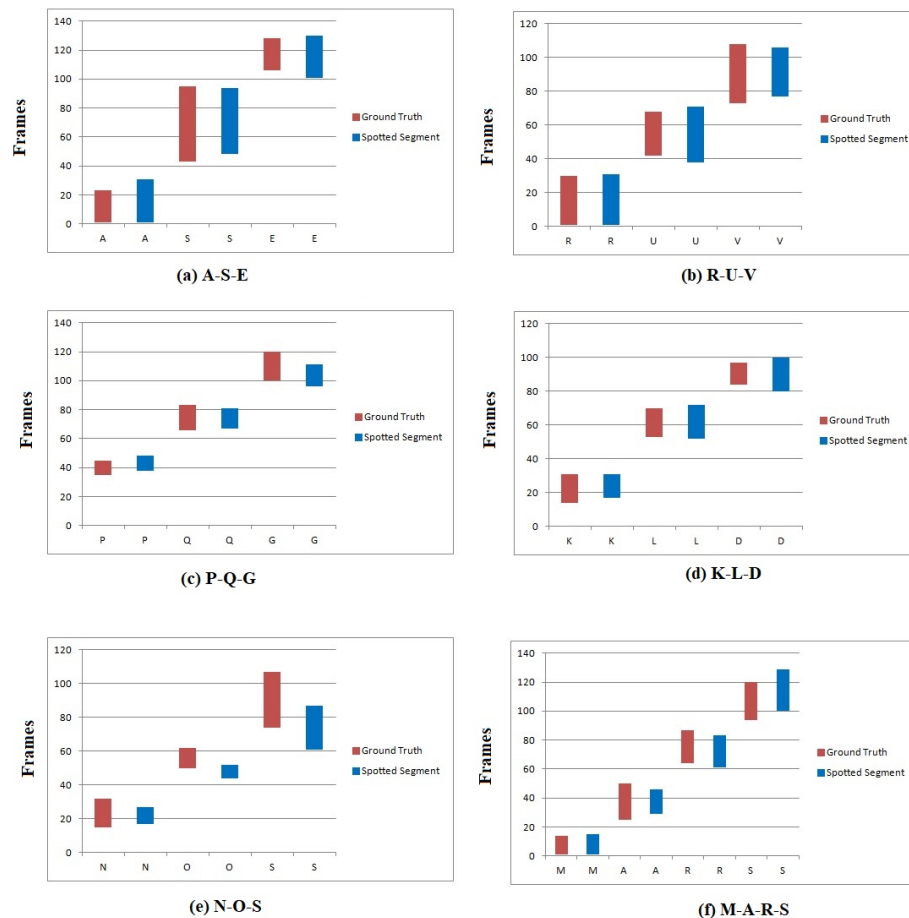 140
120
100
80
60
40
20
0
Frames
A A S S E E
Ground Truth
Spotted Segment
(a) A-S-E
120
100
80
60
40
20
0
Frames
R R U U V V
Ground Truth
Spotted Segment
(b) R-U-V
140
120
100
80
60
40
20
0
Frames
P P Q Q G G
Ground Truth
Spotted Segment
(c) P-Q-G
120
100
80
60
40
20
0
Frames
K K L L D D
Ground Truth
Spotted Segment
(d) K-L-D
120
100
80
60
40
20
0
Frames
N N O O S S
Ground Truth
Spotted Segment
(e) N-O-S
140
120
100
80
60
40
20
0
Frames
M M A A R R S S
Ground Truth
Spotted Segment
(f) M-A-R-S